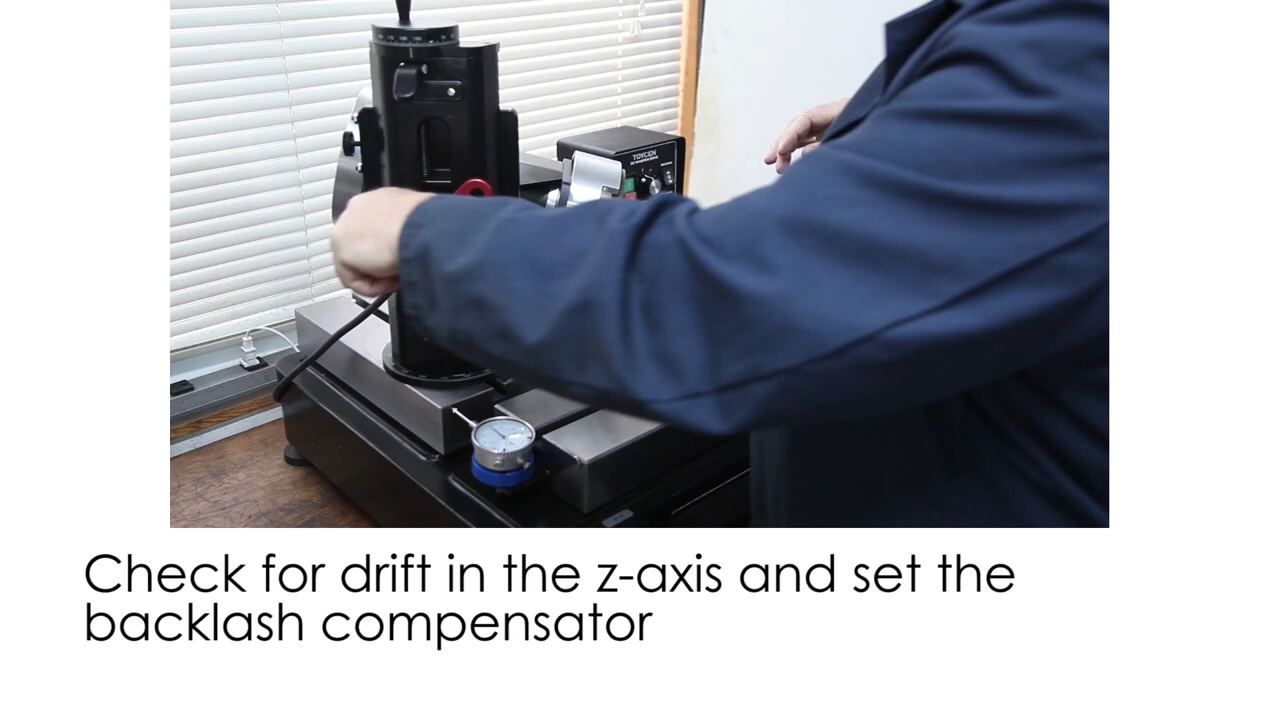 TOYCEN
Check for drift in the z-axis and set the
backlash compensator